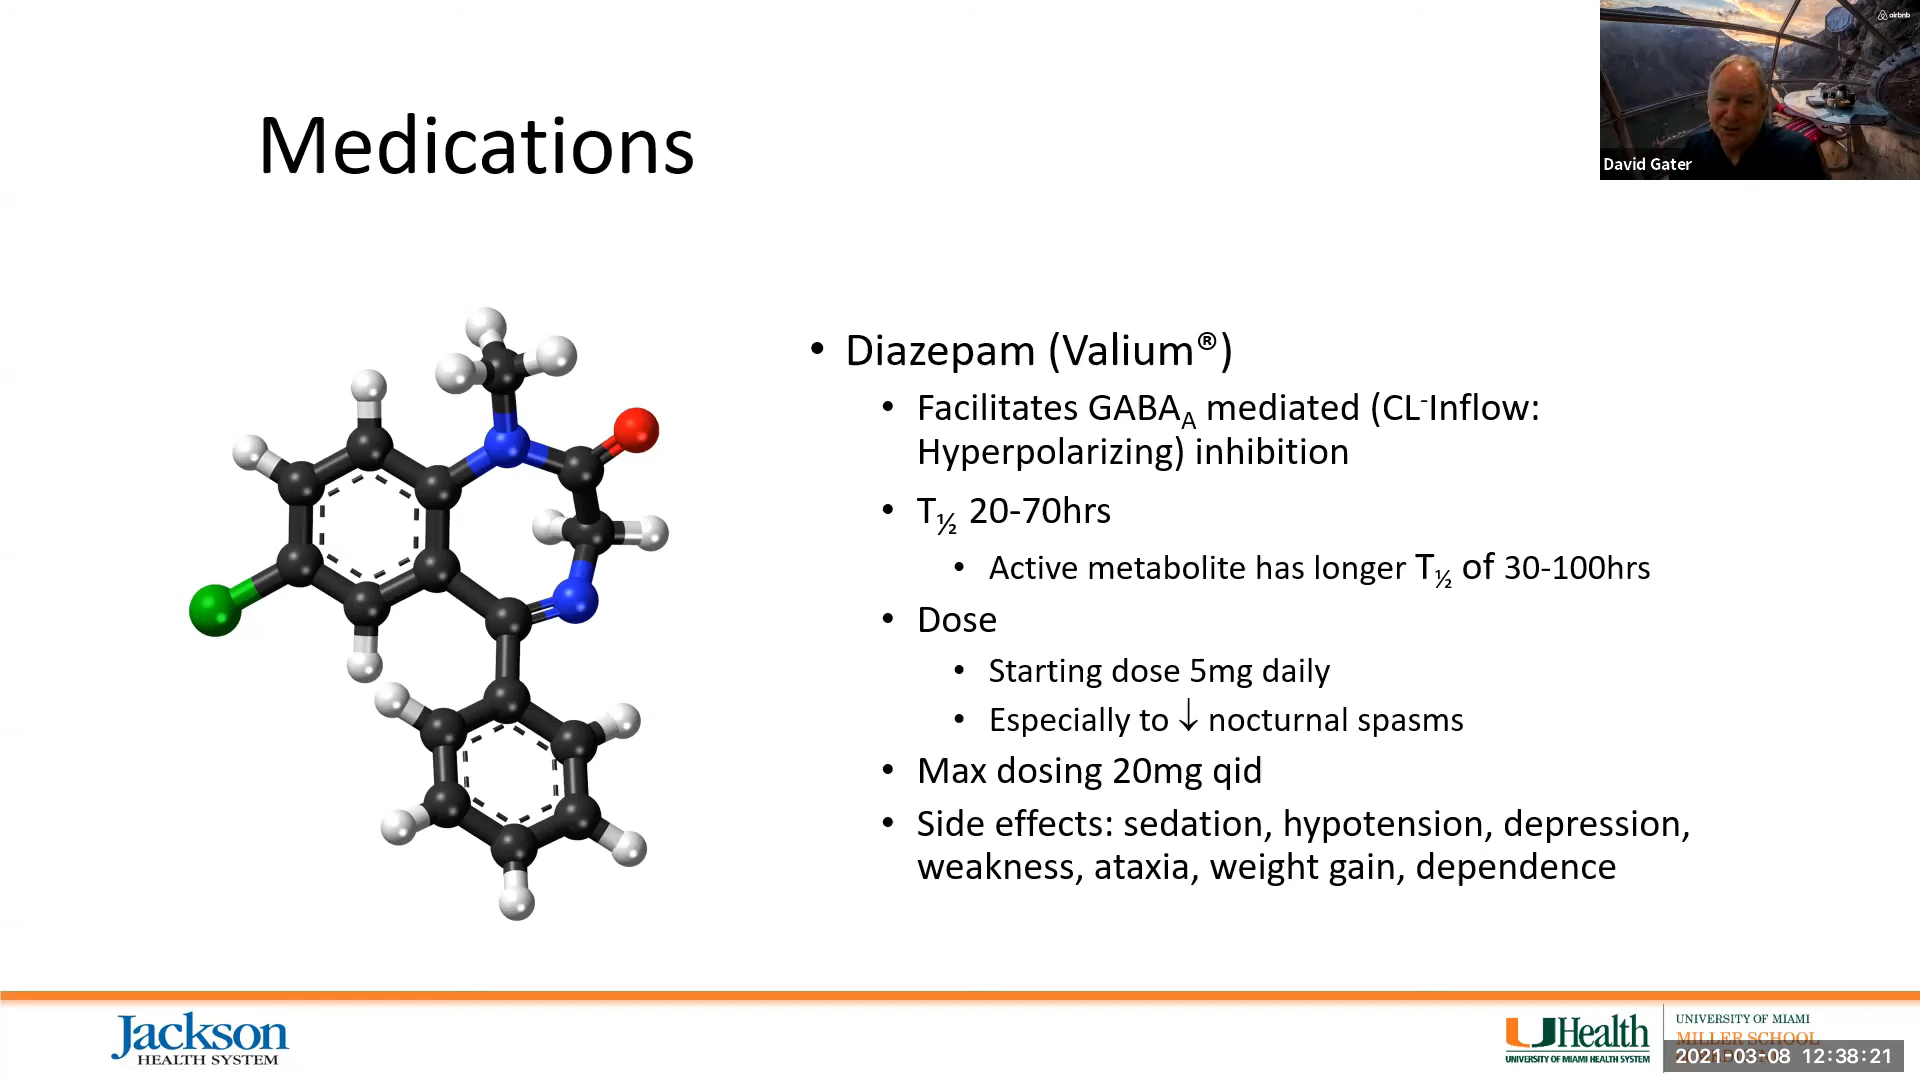 airbnb
David Gater
Medications
• Diazepam (Valium®)
• Facilitates GABA_A mediated (CL⁻Inflow:
Hyperpolarizing) inhibition
• T½ 20-70hrs
• Active metabolite has longer T½ of 30-100hrs
• Dose
• Starting dose 5mg daily
• Especially to ↓ nocturnal spasms
• Max dosing 20mg qid
• Side effects: sedation, hypotension, depression,
weakness, ataxia, weight gain, dependence
Jackson
HEALTH SYSTEM
UHealth
UNIVERSITY OF MIAMI HEALTH SYSTEM
UNIVERSITY OF MIAMI
MILLER SCHOOL
2021-03-08 12:38:21